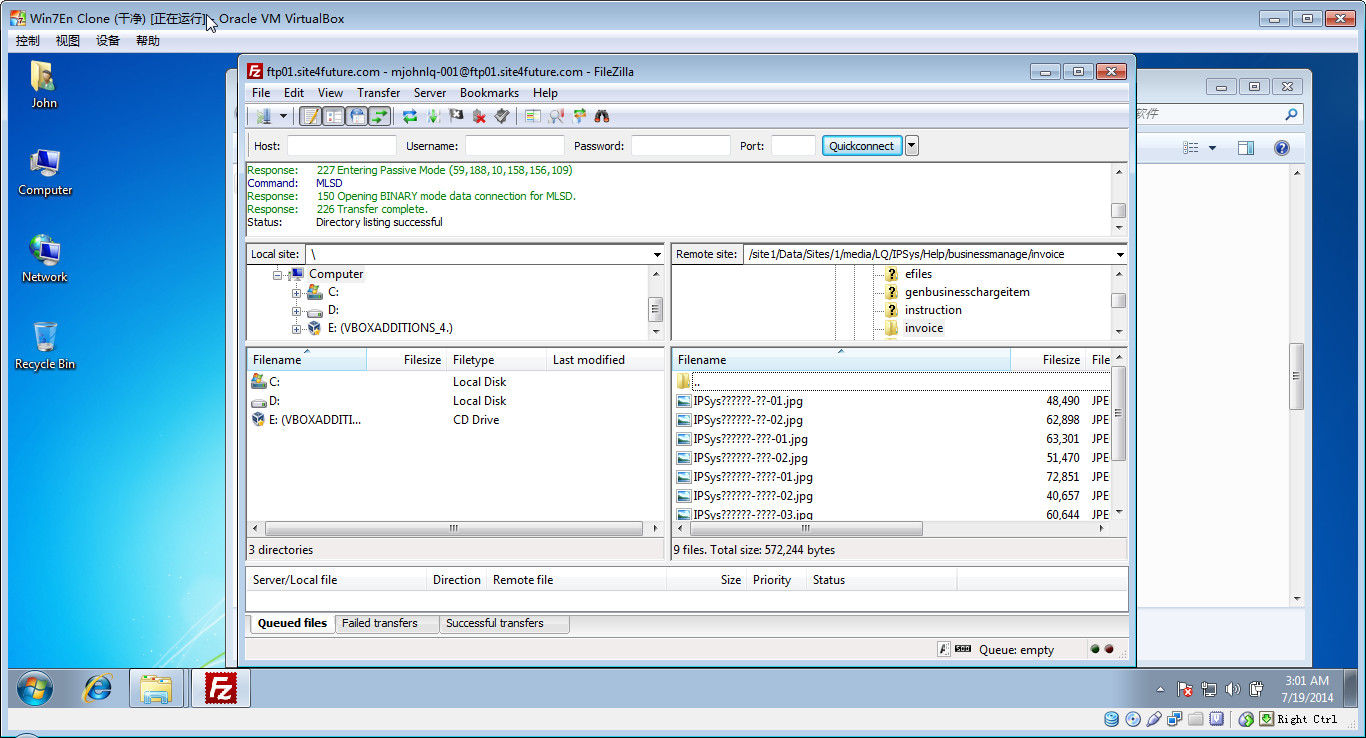 Win7En Clone (干净) [正在运行] - Oracle VM VirtualBox
控制 视图 设备 帮助
John
Computer
Network
Recycle Bin
ftp01.site4future.com - mjohnlq-001@ftp01.site4future.com - FileZilla
File Edit View Transfer Server Bookmarks Help
Host: Username: Password: Port: Quickconnect
软件
Response: 227 Entering Passive Mode (59,188,10,158,156,109)
Command: MLSD
Response: 150 Opening BINARY mode data connection for MLSD.
Response: 226 Transfer complete.
Status: Directory listing successful
Local site: \
Computer
C:
D:
E: (VBOXADDITIONS_4.)
Remote site: /site1/Data/Sites/1/media/LQ/IPSys/Help/businessmanage/invoice
efiles
genbusinesschargeitem
instruction
invoice
Filename Filesize Filetype Last modified
C: Local Disk
D: Local Disk
E: (VBOXADDITI... CD Drive
3 directories
Filename Filesize File
..
IPSys??????-??-01.jpg 48,490 JPE
IPSys??????-??-02.jpg 62,898 JPE
IPSys??????-???-01.jpg 63,301 JPE
IPSys??????-???-02.jpg 51,470 JPE
IPSys??????-????-01.jpg 72,851 JPE
IPSys??????-????-02.jpg 40,657 JPE
IPSys??????-????-03.jpg 60,644 JPE
9 files. Total size: 572,244 bytes
Server/Local file Direction Remote file Size Priority Status
Queued files Failed transfers Successful transfers
Queue: empty
3:01 AM
7/19/2014
Right Ctrl